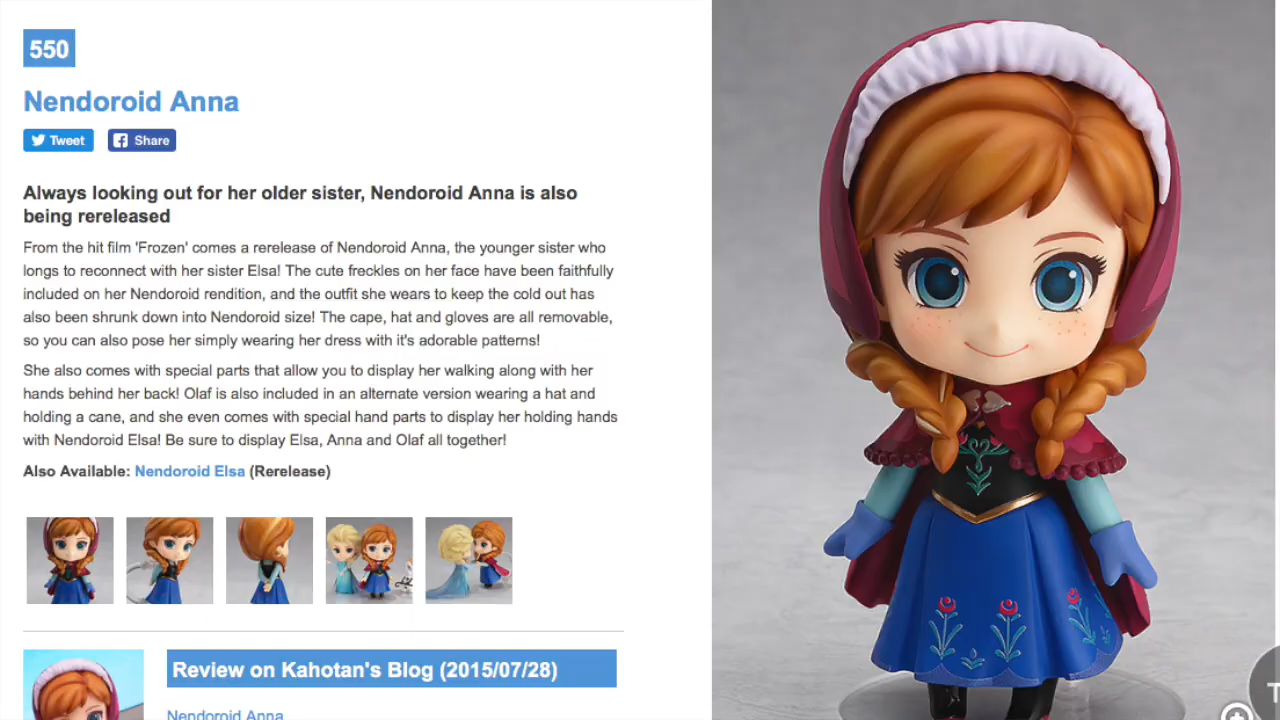 550
Nendoroid Anna
Tweet Share
Always looking out for her older sister, Nendoroid Anna is also
being rereleased
From the hit film 'Frozen' comes a rerelease of Nendoroid Anna, the younger sister who
longs to reconnect with her sister Elsa! The cute freckles on her face have been faithfully
included on her Nendoroid rendition, and the outfit she wears to keep the cold out has
also been shrunk down into Nendoroid size! The cape, hat and gloves are all removable,
so you can also pose her simply wearing her dress with it's adorable patterns!
She also comes with special parts that allow you to display her walking along with her
hands behind her back! Olaf is also included in an alternate version wearing a hat and
holding a cane, and she even comes with special hand parts to display her holding hands
with Nendoroid Elsa! Be sure to display Elsa, Anna and Olaf all together!
Also Available: Nendoroid Elsa (Rerelease)
Review on Kahotan's Blog (2015/07/28)
Nendoroid Anna